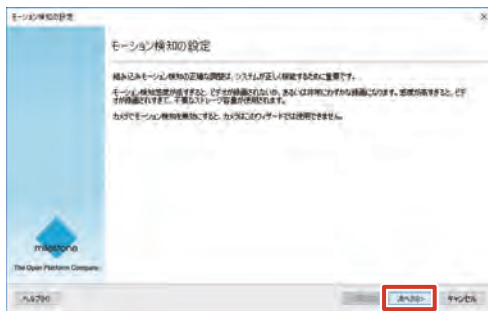 モーション検知の設定
モーション検知の設定
組み込みモーション検知の正確な調整は、システムが正しく機能するために重要です。
モーション検知感度が低すぎると、ビデオが録画されないか、あるいは非常にわずかな録画になります。感度が高すぎると、ビデ
オが録画されすぎて、不要なストレージ容量が使用されます。
カメラでモーション検知を無効にすると、カメラはこのウィザードでは使用できません。
milestone
The Open Platform Company
ヘルプ(H)
次へ(N)>
キャンセル